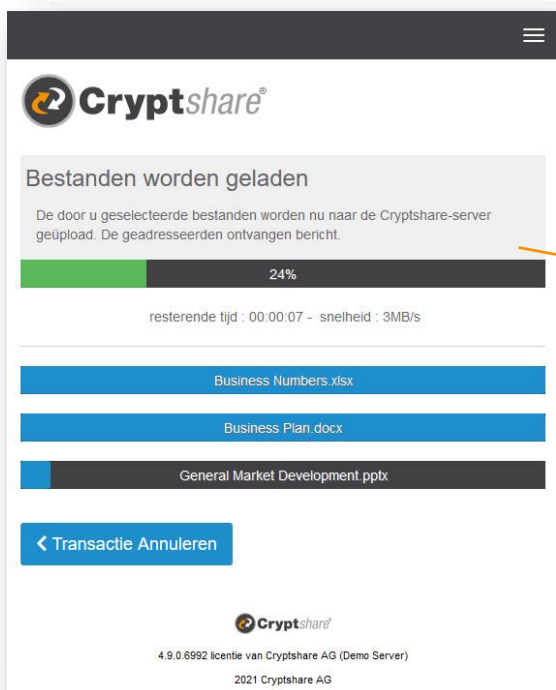 Cryptshare®
Bestanden worden geladen
De door u geselecteerde bestanden worden nu naar de Cryptshare-server
geüpload. De geadresseerden ontvangen bericht.
24%
resterende tijd : 00:00:07 - snelheid : 3MB/s
Business Numbers.xlsx
Business Plan.docx
General Market Development.pptx
Transactie Annuleren
Cryptshare®
4.9.0.6992 licentie van Cryptshare AG (Demo Server)
2021 Cryptshare AG